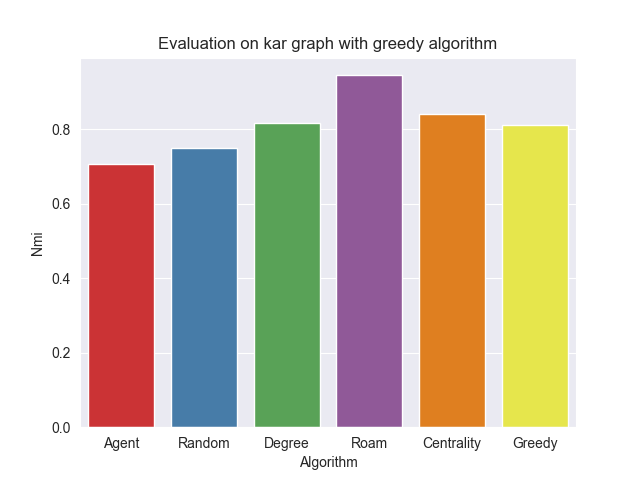 Evaluation on kar graph with greedy algorithm
0.8
0.6
0.4
0.2
0.0
Nmi
Agent Random Degree Roam Centrality Greedy
Algorithm